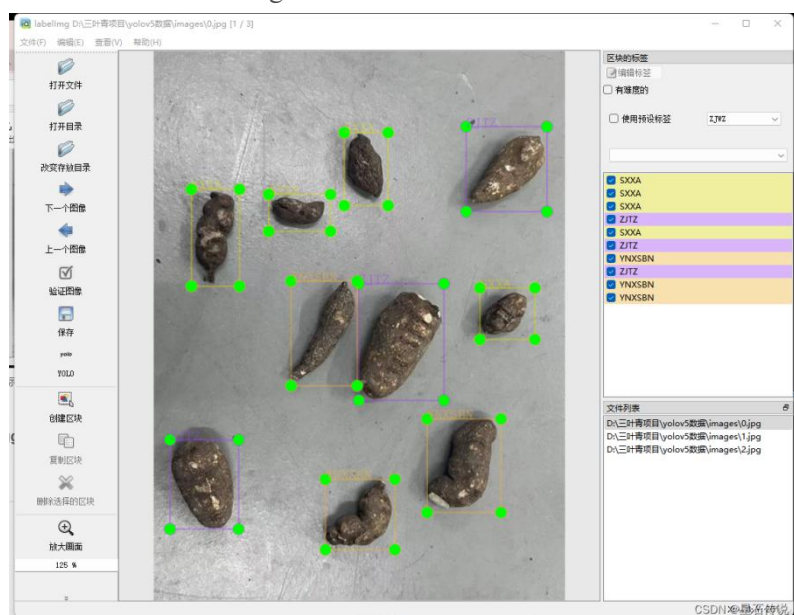 labelImg D:\三叶青项目\yolov5数据\images\0.jpg [1 / 3]
文件(F) 编辑(E) 查看(V) 帮助(H)
打开文件
打开目录
改变存放目录
下一个图像
上一个图像
验证图像
保存
yolo
YOLO
创建区块
复制区块
删除选择的区块
放大画面
125 %
ZJTZ
ZJTZ
YNXSBN
YNXSBN
区块的标签
编辑标签
有难度的
使用预设标签
ZJWZ
SXXA
SXXA
SXXA
ZJTZ
SXXA
ZJTZ
YNXSBN
ZJTZ
YNXSBN
YNXSBN
文件列表
D:\三叶青项目\yolov5数据\images\0.jpg
D:\三叶青项目\yolov5数据\images\1.jpg
D:\三叶青项目\yolov5数据\images\2.jpg